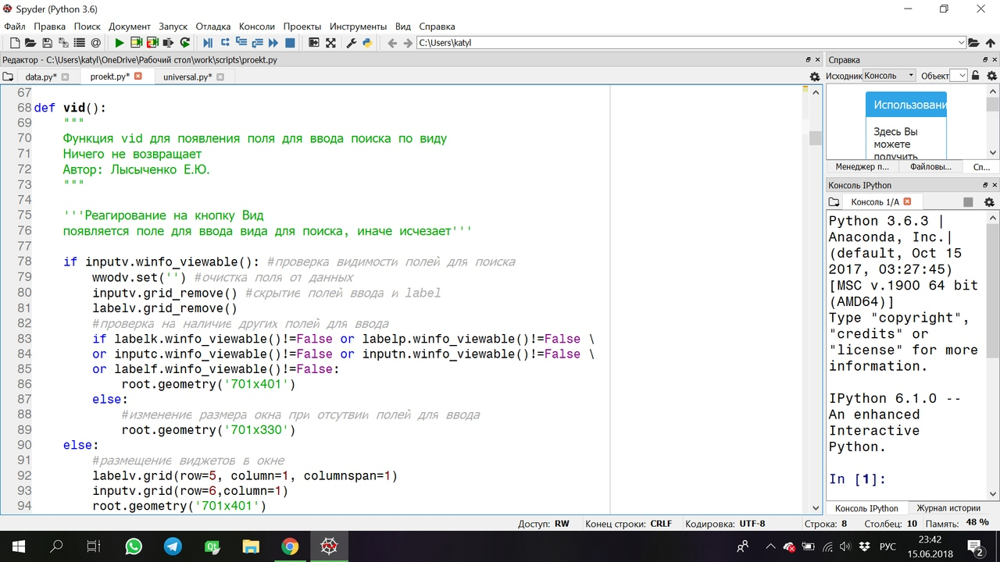 Spyder (Python 3.6)
Файл Правка Поиск Документ Запуск Отладка Консоли Проекты Инструменты Вид Справка
C:\Users\katyl
Редактор - C:\Users\katyl\OneDrive\Рабочий стол\work\scripts\proekt.py
data.py* proekt.py* universal.py*
67
68 def vid():
69     """
70     Функция vid для появления поля для ввода поиска по виду
71     Ничего не возвращает
72     Автор: Лысыченко Е.Ю.
73     """
74
75     '''Реагирование на кнопку Вид
76     появляется поле для ввода вида для поиска, иначе исчезает'''
77
78     if inputv.winfo_viewable(): #проверка видимости полей для поиска
79         wwodv.set('') #очистка поля от данных
80         inputv.grid_remove() #скрытие полей ввода и label
81         labelv.grid_remove()
82         #проверка на наличие других полей для ввода
83         if labelk.winfo_viewable()!=False or labelp.winfo_viewable()!=False \
84         or inputc.winfo_viewable()!=False or inputn.winfo_viewable()!=False \
85         or labelf.winfo_viewable()!=False:
86             root.geometry('701x401')
87         else:
88             #изменение размера окна при отсутвии полей для ввода
89             root.geometry('701x330')
90     else:
91         #размещение виджетов в окне
92         labelv.grid(row=5, column=1, columnspan=1)
93         inputv.grid(row=6,column=1)
94         root.geometry('701x401')
Справка
Исходник Консоль Объект
Использовани
Здесь Вы
можете
получить
Менеджер п... Файловы... Сп...
Консоль IPython
Консоль 1/A
Python 3.6.3 |
Anaconda, Inc.|
(default, Oct 15
2017, 03:27:45)
[MSC v.1900 64 bit
(AMD64)]
Type "copyright",
"credits" or
"license" for more
information.
IPython 6.1.0 --
An enhanced
Interactive
Python.
In [1]:
Консоль IPython Журнал истории
Доступ: RW Конец строки: CRLF Кодировка: UTF-8 Строка: 8 Столбец: 10 Память: 48 %
РУС
23:42
15.06.2018
2